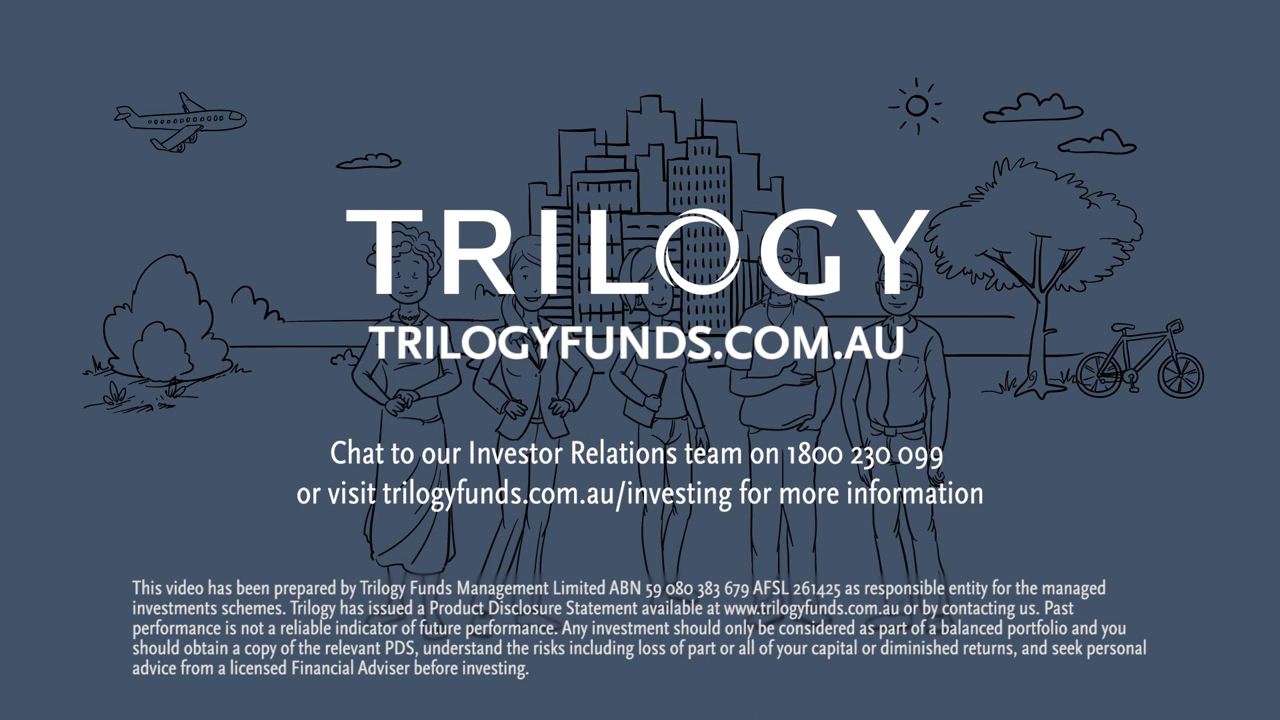 TRILOGY
TRILOGYFUNDS.COM.AU
Chat to our Investor Relations team on 1800 230 099
or visit trilogyfunds.com.au/investing for more information
This video has been prepared by Trilogy Funds Management Limited ABN 59 080 383 679 AFSL 261425 as responsible entity for the managed
investments schemes. Trilogy has issued a Product Disclosure Statement available at www.trilogyfunds.com.au or by contacting us. Past
performance is not a reliable indicator of future performance. Any investment should only be considered as part of a balanced portfolio and you
should obtain a copy of the relevant PDS, understand the risks including loss of part or all of your capital or diminished returns, and seek personal
advice from a licensed Financial Adviser before investing.